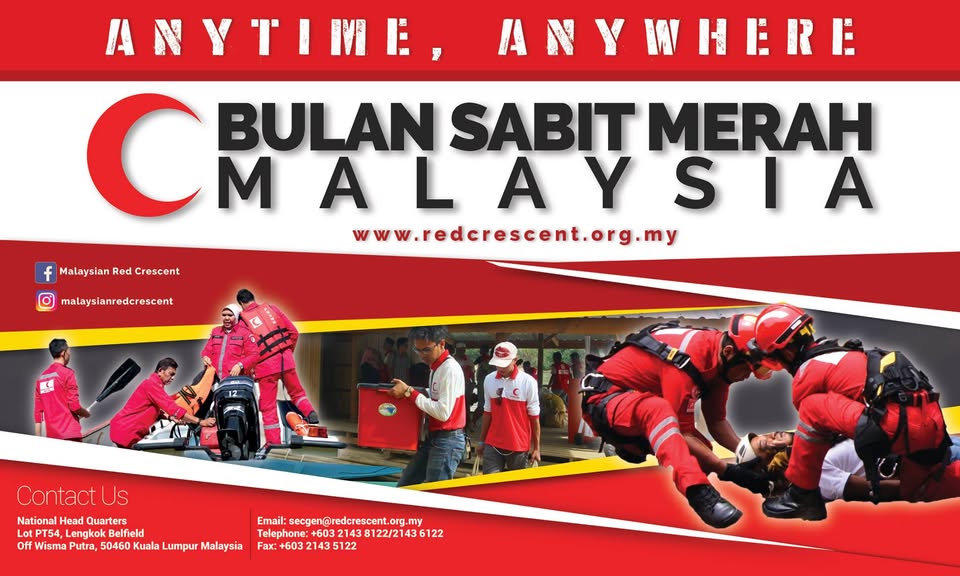 ANYTIME, ANYWHERE
BULAN SABIT MERAH
MALAYSIA
www.redcrescent.org.my
Malaysian Red Crescent
malaysianredcrescent
12
Contact Us
National Head Quarters
Lot PT54, Lengkok Belfield
Off Wisma Putra, 50460 Kuala Lumpur Malaysia
Email: secgen@redcrescent.org.my
Telephone: +603 2143 8122/2143 6122
Fax: +603 2143 5122